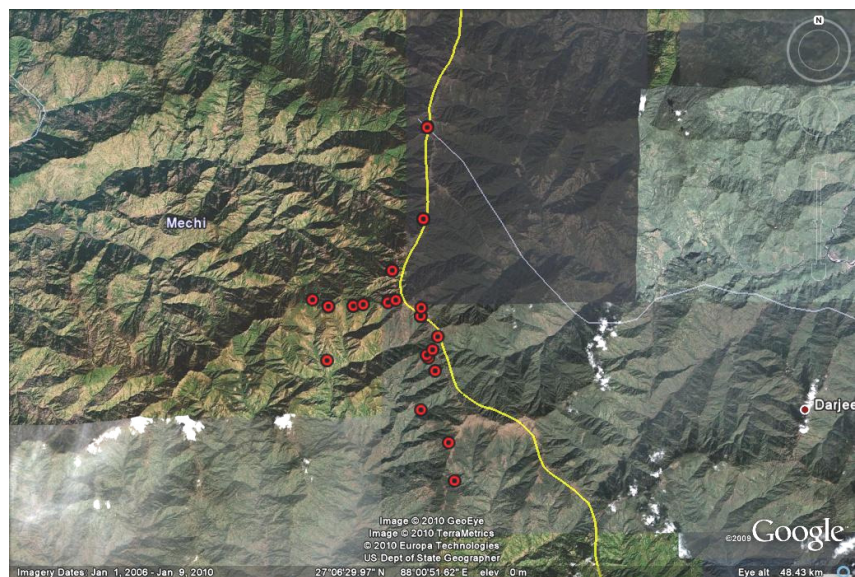 N
Mechi
Darjee
Image © 2010 GeoEye
Image © 2010 TerraMetrics
© 2010 Europa Technologies
US Dept of State Geographer
©2009 Google
Imagery Dates: Jan 1, 2006 - Jan 9, 2010 27°06'29.97" N 88°00'51.62" E elev 0 m Eye alt 48.43 km